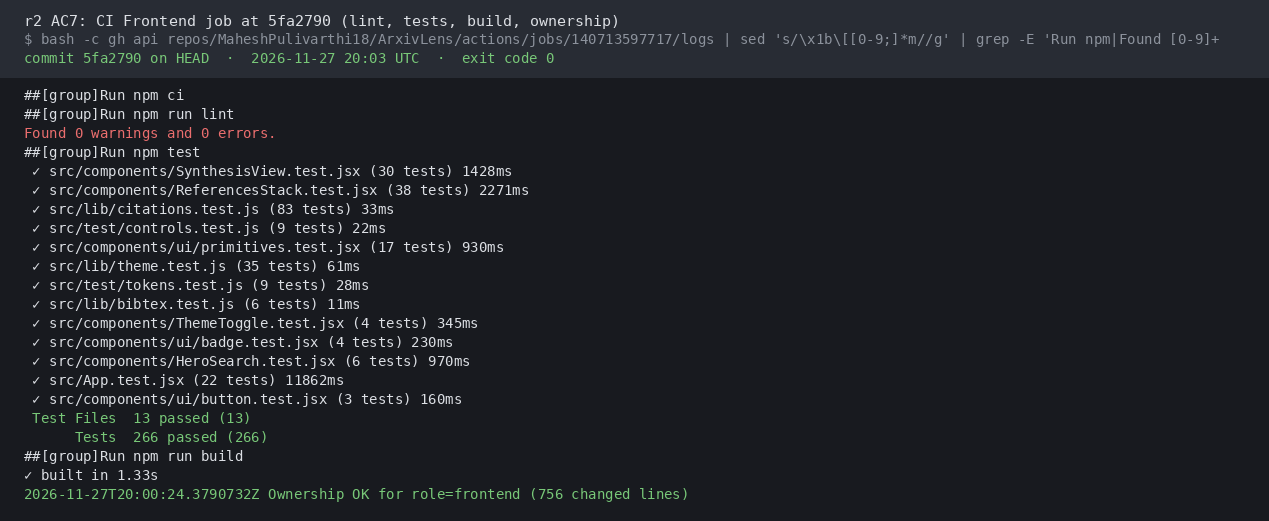 r2 AC7: CI Frontend job at 5fa2790 (lint, tests, build, ownership)
$ bash -c gh api repos/MaheshPulivarthi18/ArxivLens/actions/jobs/140713597717/logs | sed 's/\x1b\[[0-9;]*m//g' | grep -E 'Run npm|Found [0-9]+
commit 5fa2790 on HEAD  ·  2026-11-27 20:03 UTC  ·  exit code 0
##[group]Run npm ci
##[group]Run npm run lint
Found 0 warnings and 0 errors.
##[group]Run npm test
✓ src/components/SynthesisView.test.jsx (30 tests) 1428ms
✓ src/components/ReferencesStack.test.jsx (38 tests) 2271ms
✓ src/lib/citations.test.js (83 tests) 33ms
✓ src/test/controls.test.js (9 tests) 22ms
✓ src/components/ui/primitives.test.jsx (17 tests) 930ms
✓ src/lib/theme.test.js (35 tests) 61ms
✓ src/test/tokens.test.js (9 tests) 28ms
✓ src/lib/bibtex.test.js (6 tests) 11ms
✓ src/components/ThemeToggle.test.jsx (4 tests) 345ms
✓ src/components/ui/badge.test.jsx (4 tests) 230ms
✓ src/components/HeroSearch.test.jsx (6 tests) 970ms
✓ src/App.test.jsx (22 tests) 11862ms
✓ src/components/ui/button.test.jsx (3 tests) 160ms
Test Files  13 passed (13)
Tests  266 passed (266)
##[group]Run npm run build
✓ built in 1.33s
2026-11-27T20:00:24.3790732Z Ownership OK for role=frontend (756 changed lines)